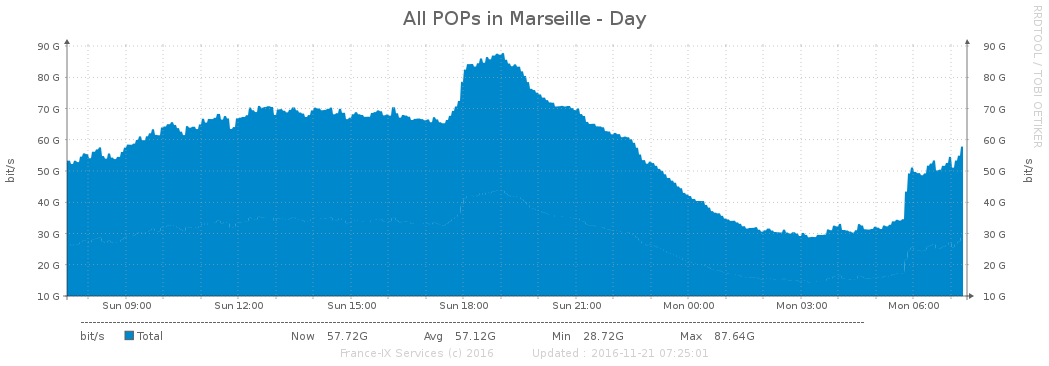 All POPs in Marseille - Day
RRDTOOL / TOBI OETIKER
90 G 90 G
80 G 80 G
70 G 70 G
60 G 60 G
50 G 50 G
40 G 40 G
30 G 30 G
20 G 20 G
10 G 10 G
bit/s bit/s
Sun 09:00 Sun 12:00 Sun 15:00 Sun 18:00 Sun 21:00 Mon 00:00 Mon 03:00 Mon 06:00
bit/s Total Now 57.72G Avg 57.12G Min 28.72G Max 87.64G
France-IX Services (c) 2016 Updated : 2016-11-21 07:25:01